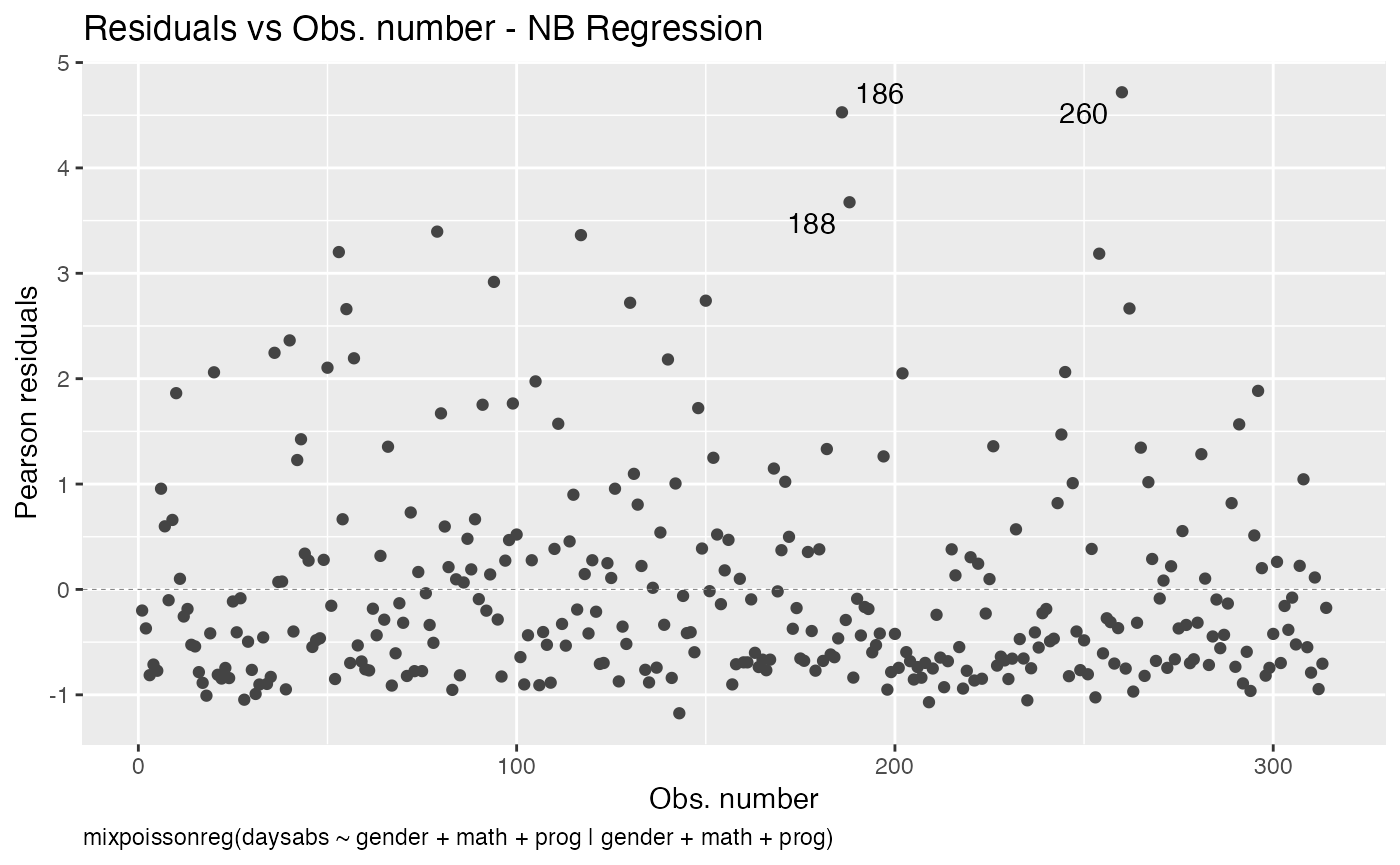 Residuals vs Obs. number - NB Regression
5
186
260
4
188
3
2
1
0
-1
Pearson residuals
0 100 200 300
Obs. number
mixpoissonreg(daysabs ~ gender + math + prog | gender + math + prog)